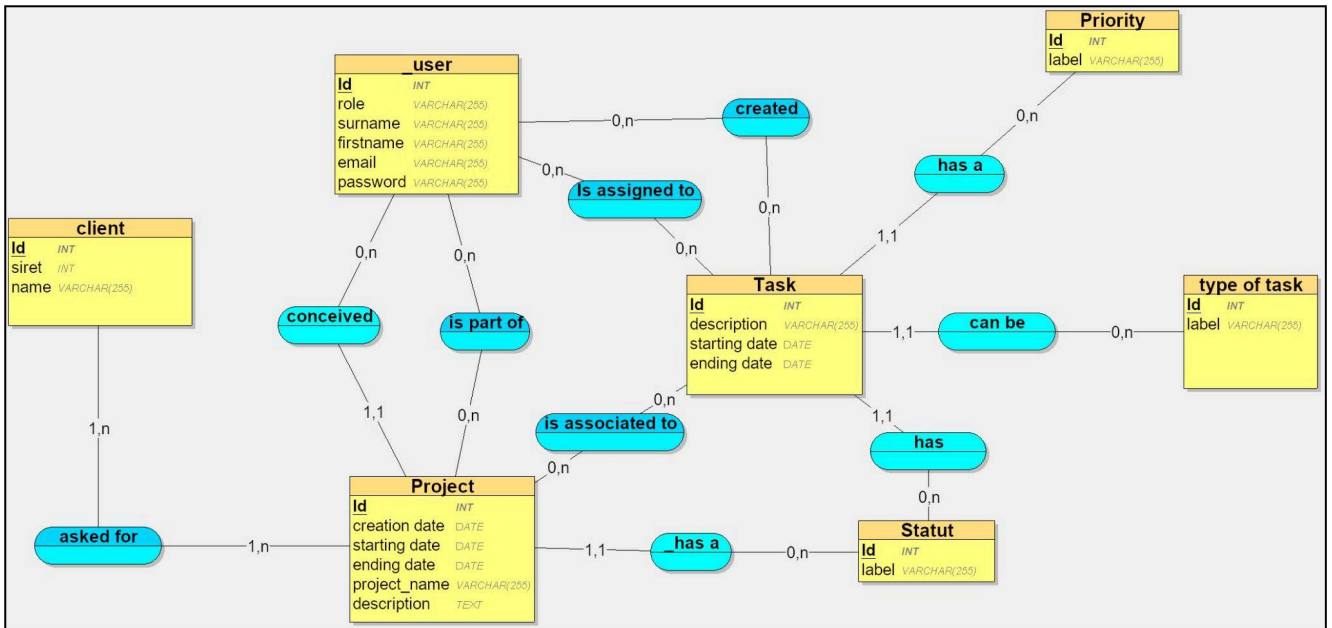 Priority
Id INT
label VARCHAR(255)
_user
Id INT
role VARCHAR(255)
surname VARCHAR(255)
firstname VARCHAR(255)
email VARCHAR(255)
password VARCHAR(255)
0,n
created
0,n
has a
0,n
Is assigned to
client
Id INT
siret INT
name VARCHAR(255)
0,n
0,n
0,n
0,n
1,1
Task
Id INT
description VARCHAR(255)
starting date DATE
ending date DATE
type of task
Id INT
label VARCHAR(255)
conceived
is part of
1,1
can be
0,n
1,n
1,1
0,n
0,n
is associated to
0,n
1,1
has
0,n
Project
Id INT
creation date DATE
starting date DATE
ending date DATE
project_name VARCHAR(255)
description TEXT
asked for
1,n
1,1
_has a
0,n
Statut
Id INT
label VARCHAR(255)